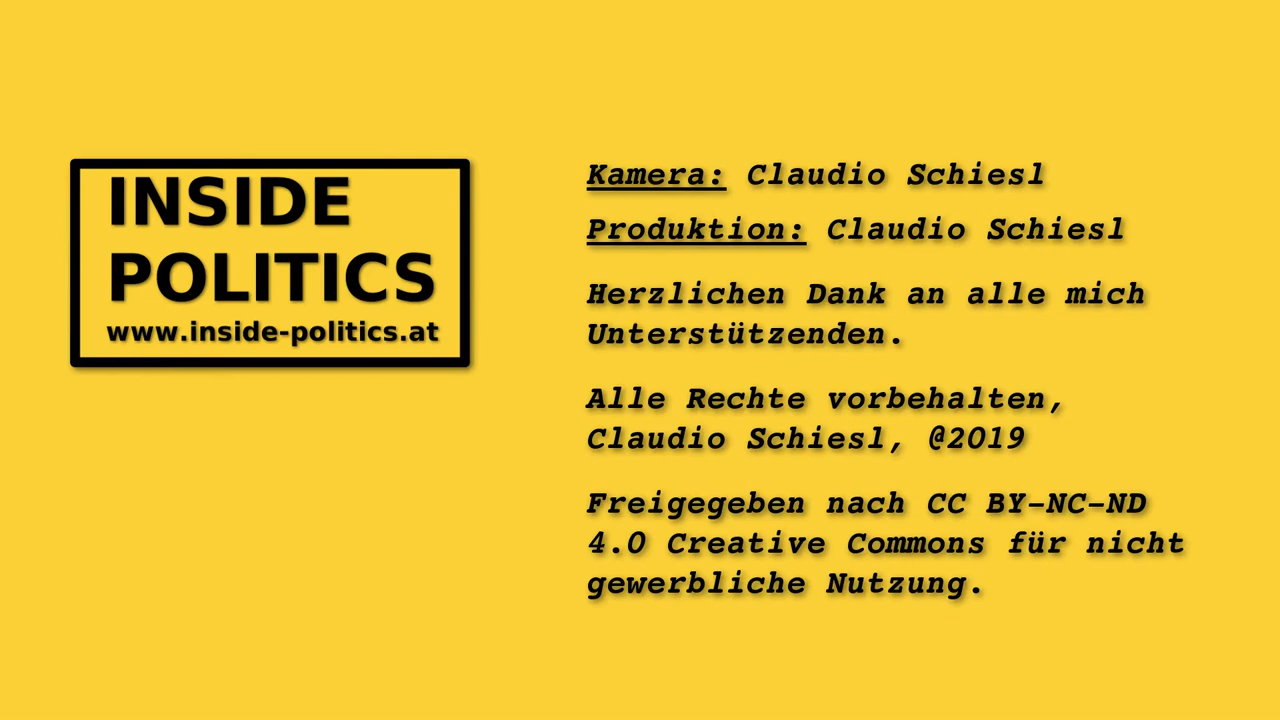 INSIDE
POLITICS
www.inside-politics.at
Kamera: Claudio Schiesl
Produktion: Claudio Schiesl
Herzlichen Dank an alle mich
Unterstützenden.
Alle Rechte vorbehalten,
Claudio Schiesl, @2019
Freigegeben nach CC BY-NC-ND
4.0 Creative Commons für nicht
gewerbliche Nutzung.